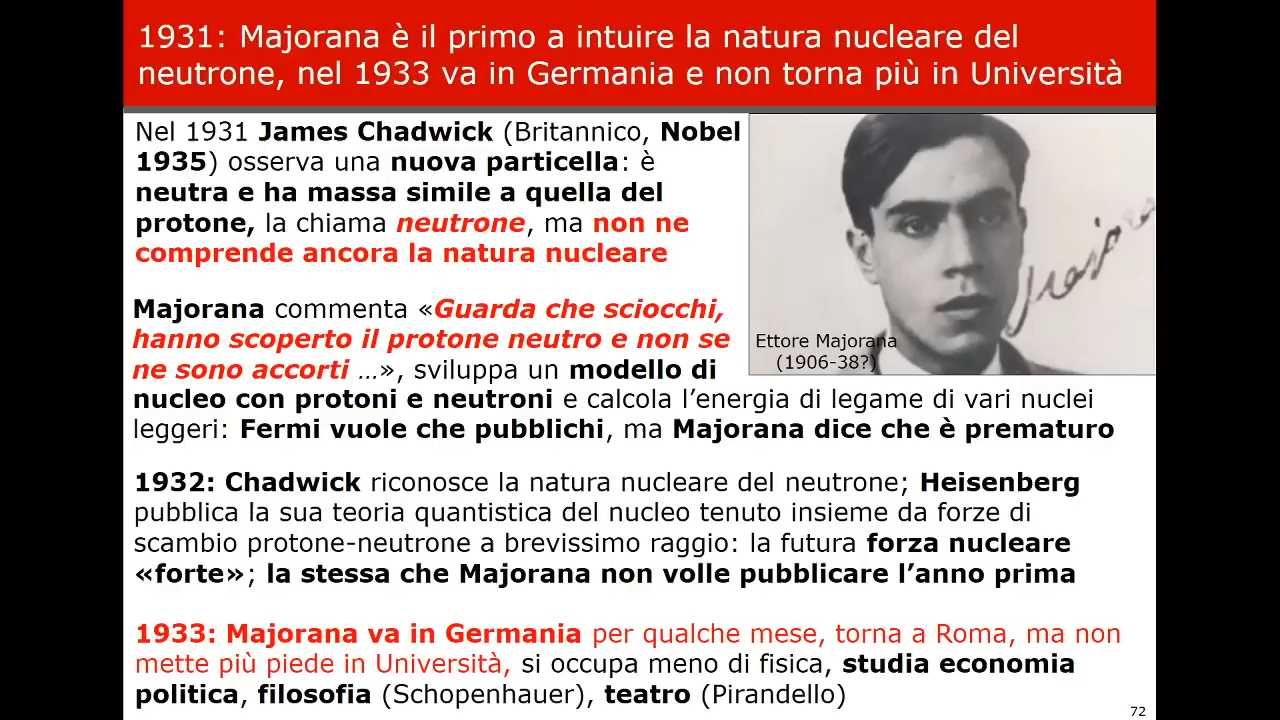 1931: Majorana è il primo a intuire la natura nucleare del
neutrone, nel 1933 va in Germania e non torna più in Università
Nel 1931 James Chadwick (Britannico, Nobel
1935) osserva una nuova particella: è
neutra e ha massa simile a quella del
protone, la chiama neutrone, ma non ne
comprende ancora la natura nucleare
Majorana commenta «Guarda che sciocchi,
hanno scoperto il protone neutro e non se
ne sono accorti …», sviluppa un modello di
nucleo con protoni e neutroni e calcola l’energia di legame di vari nuclei
leggeri: Fermi vuole che pubblichi, ma Majorana dice che è prematuro
Ettore Majorana
(1906-38?)
1932: Chadwick riconosce la natura nucleare del neutrone; Heisenberg
pubblica la sua teoria quantistica del nucleo tenuto insieme da forze di
scambio protone-neutrone a brevissimo raggio: la futura forza nucleare
«forte»; la stessa che Majorana non volle pubblicare l’anno prima
1933: Majorana va in Germania per qualche mese, torna a Roma, ma non
mette più piede in Università, si occupa meno di fisica, studia economia
politica, filosofia (Schopenhauer), teatro (Pirandello)
72